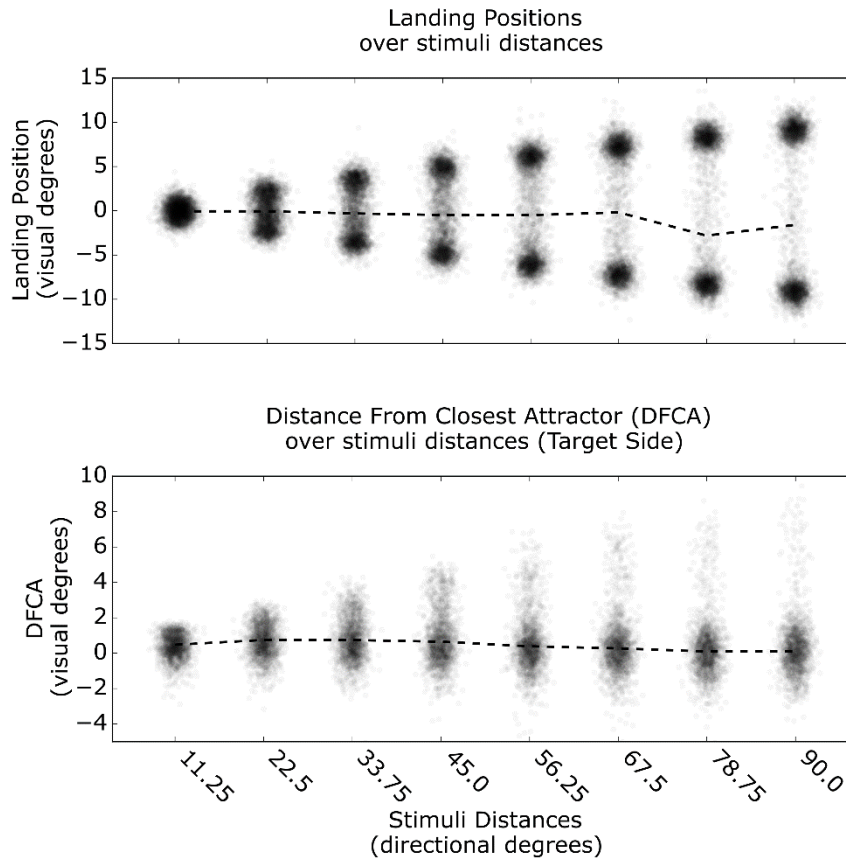 Landing Positions
over stimuli distances
15
10
5
0
−5
−10
−15
Landing Position
(visual degrees)
Distance From Closest Attractor (DFCA)
over stimuli distances (Target Side)
10
8
6
4
2
0
−2
−4
DFCA
(visual degrees)
11.25
22.5
33.75
45.0
56.25
67.5
78.75
90.0
Stimuli Distances
(directional degrees)